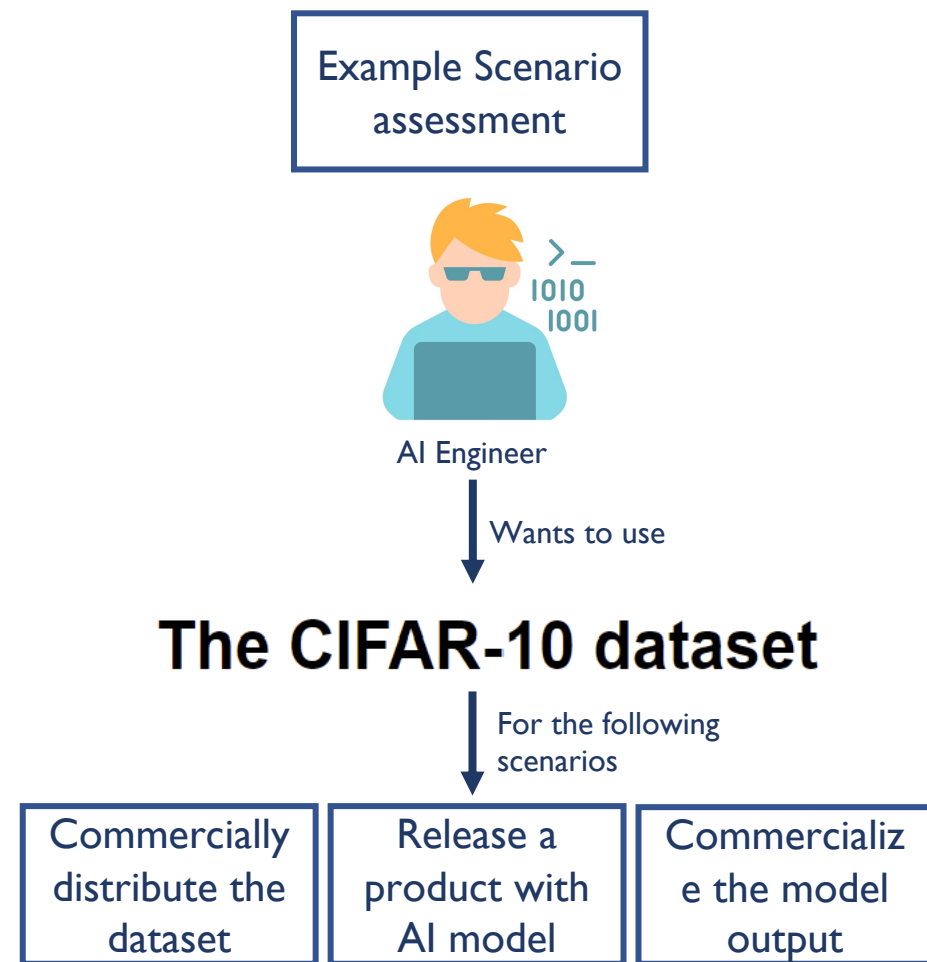 Example Scenario
assessment
>_
1010
1001
AI Engineer
Wants to use
The CIFAR-10 dataset
For the following
scenarios
Commercially
distribute the
dataset
Release a
product with
AI model
Commercializ
e the model
output